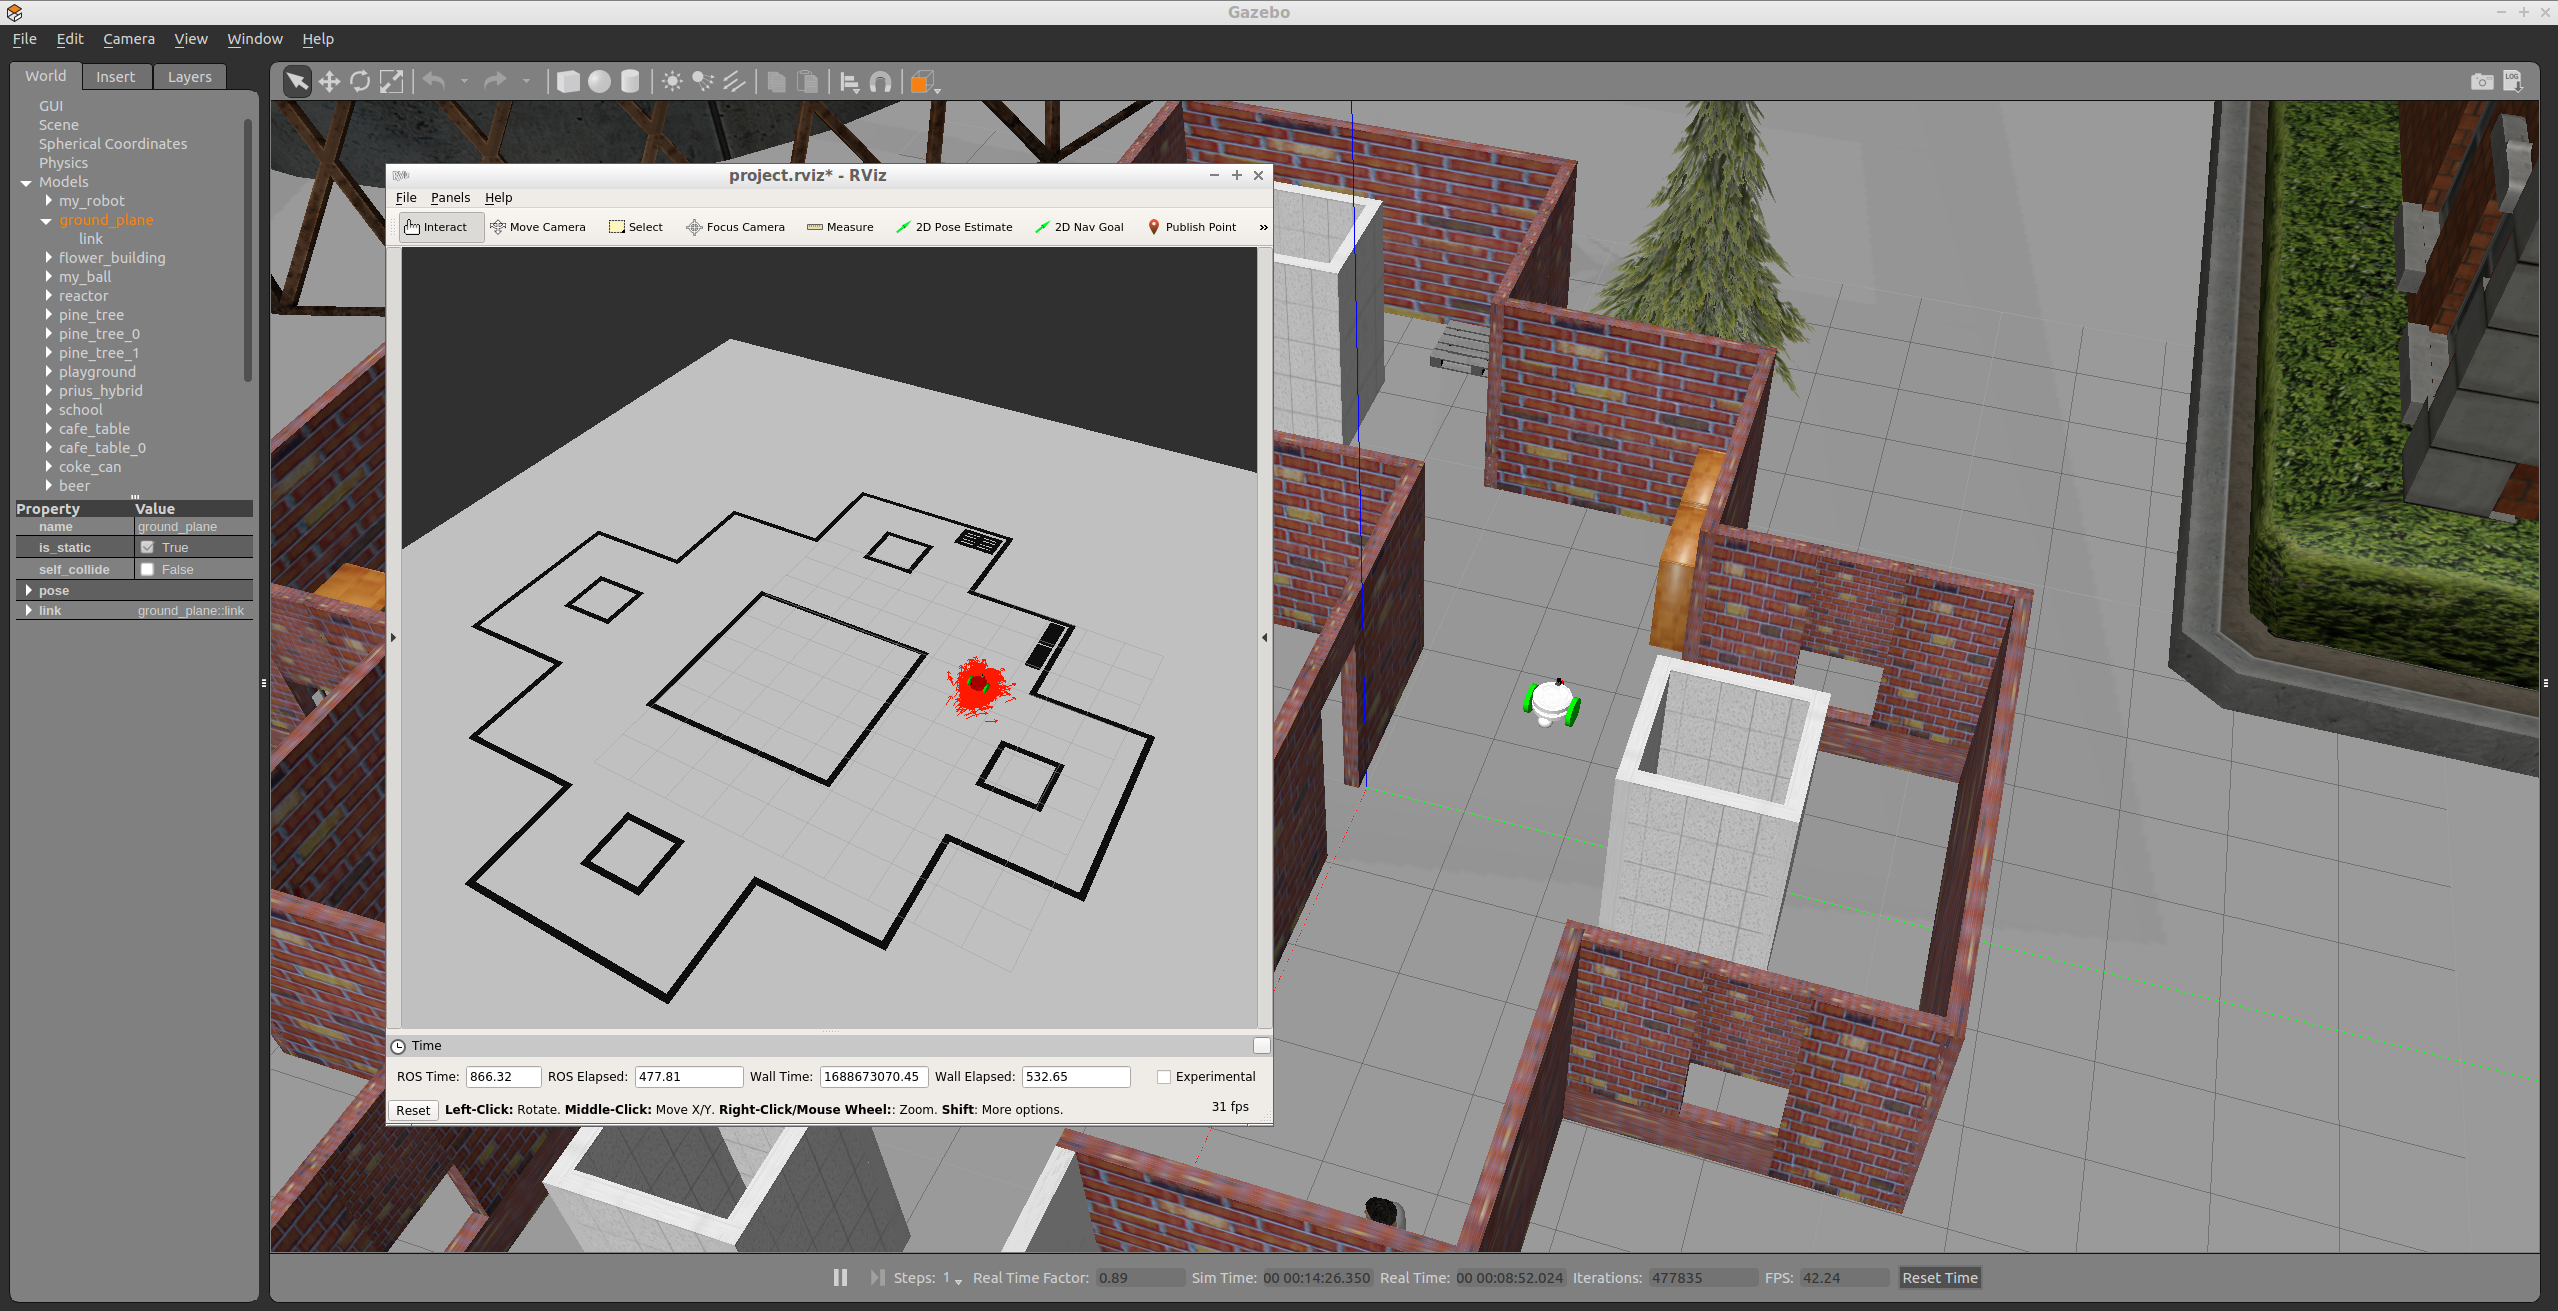 Gazebo
File Edit Camera View Window Help
World Insert Layers
GUI
Scene
Spherical Coordinates
Physics
Models
my_robot
ground_plane
link
flower_building
my_ball
reactor
pine_tree
pine_tree_0
pine_tree_1
playground
prius_hybrid
school
cafe_table
cafe_table_0
coke_can
beer
Property Value
name ground_plane
is_static True
self_collide False
pose
link ground_plane::link
LOG
project.rviz* - RViz
File Panels Help
Interact Move Camera Select Focus Camera Measure 2D Pose Estimate 2D Nav Goal Publish Point »
Time
ROS Time: 866.32 ROS Elapsed: 477.81 Wall Time: 1688673070.45 Wall Elapsed: 532.65 Experimental
Reset Left-Click: Rotate. Middle-Click: Move X/Y. Right-Click/Mouse Wheel:: Zoom. Shift: More options. 31 fps
Steps: 1 Real Time Factor: 0.89 Sim Time: 00 00:14:26.350 Real Time: 00 00:08:52.024 Iterations: 477835 FPS: 42.24 Reset Time